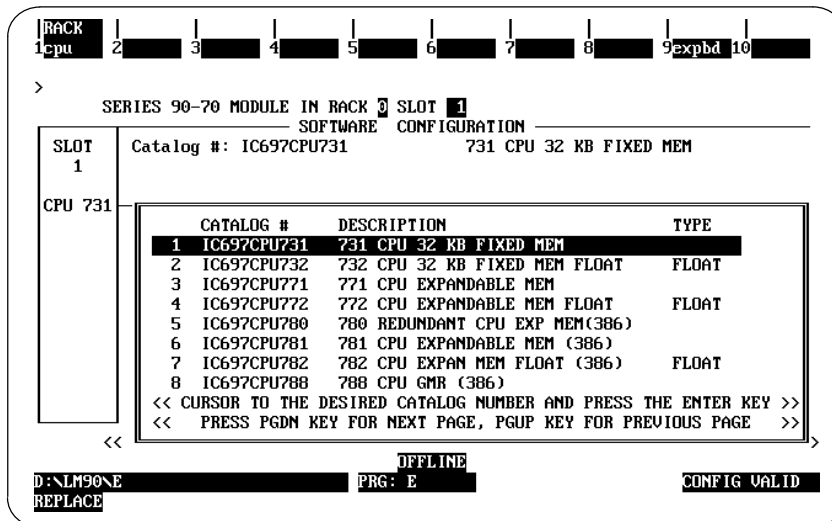 RACK
1cpu 2 3 4 5 6 7 8 9expbd 10
>
SERIES 90-70 MODULE IN RACK 0 SLOT 1
SOFTWARE CONFIGURATION
SLOT Catalog #: IC697CPU731 731 CPU 32 KB FIXED MEM
1
CPU 731
CATALOG # DESCRIPTION TYPE
1 IC697CPU731 731 CPU 32 KB FIXED MEM
2 IC697CPU732 732 CPU 32 KB FIXED MEM FLOAT FLOAT
3 IC697CPU771 771 CPU EXPANDABLE MEM
4 IC697CPU772 772 CPU EXPANDABLE MEM FLOAT FLOAT
5 IC697CPU780 780 REDUNDANT CPU EXP MEM(386)
6 IC697CPU781 781 CPU EXPANDABLE MEM (386)
7 IC697CPU782 782 CPU EXPAN MEM FLOAT (386) FLOAT
8 IC697CPU788 788 CPU GMR (386)
<< CURSOR TO THE DESIRED CATALOG NUMBER AND PRESS THE ENTER KEY >>
<< PRESS PGDN KEY FOR NEXT PAGE, PGUP KEY FOR PREVIOUS PAGE >>
<< >
OFFLINE
D:\LM90\E PRG: E CONFIG VALID
REPLACE